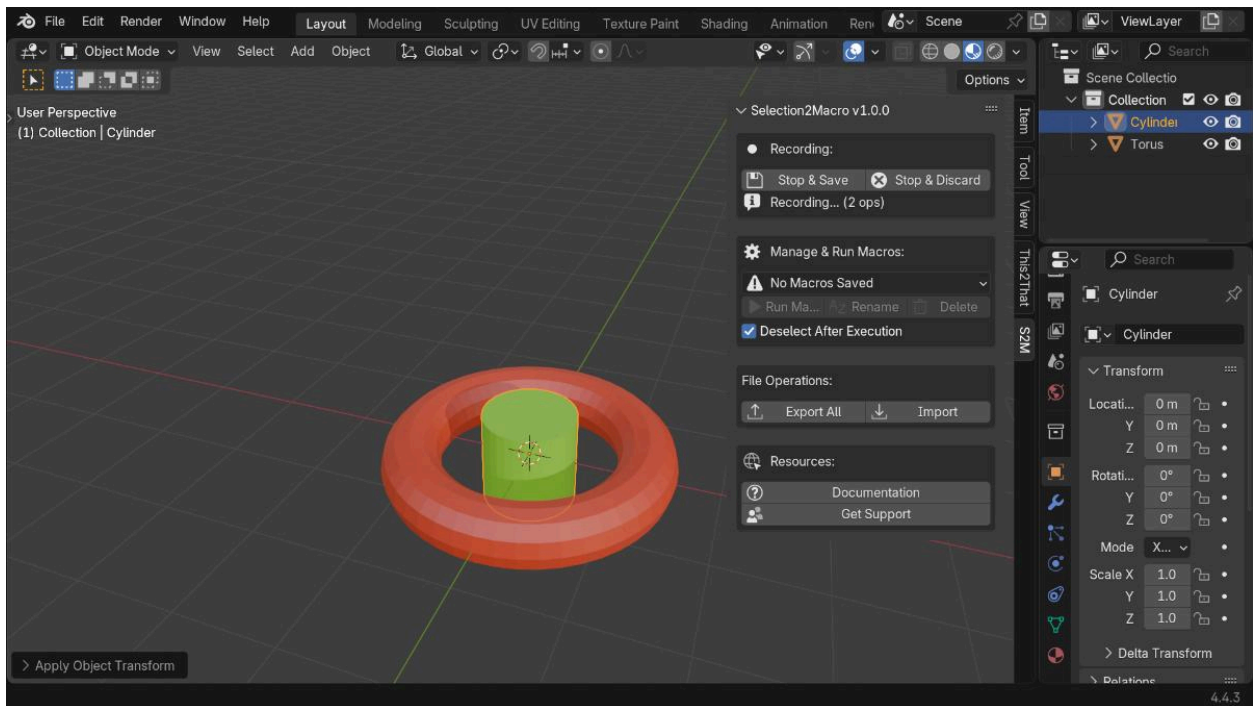 File Edit Render Window Help Layout Modeling Sculpting UV Editing Texture Paint Shading Animation Ren Scene ViewLayer
Object Mode View Select Add Object Global Search
Options
Scene Collectio
Collection
Cylinder
Torus
User Perspective
(1) Collection | Cylinder
Selection2Macro v1.0.0
Recording:
Stop & Save Stop & Discard
Recording... (2 ops)
Manage & Run Macros:
No Macros Saved
Run Ma... Rename Delete
Deselect After Execution
File Operations:
Export All Import
Resources:
Documentation
Get Support
Item
Tool
View
This2That
S2M
Search
Cylinder
Cylinder
Transform
Locati... 0 m
Y 0 m
Z 0 m
Rotati... 0°
Y 0°
Z 0°
Mode X...
Scale X 1.0
Y 1.0
Z 1.0
Delta Transform
Relations
Apply Object Transform
4.4.3